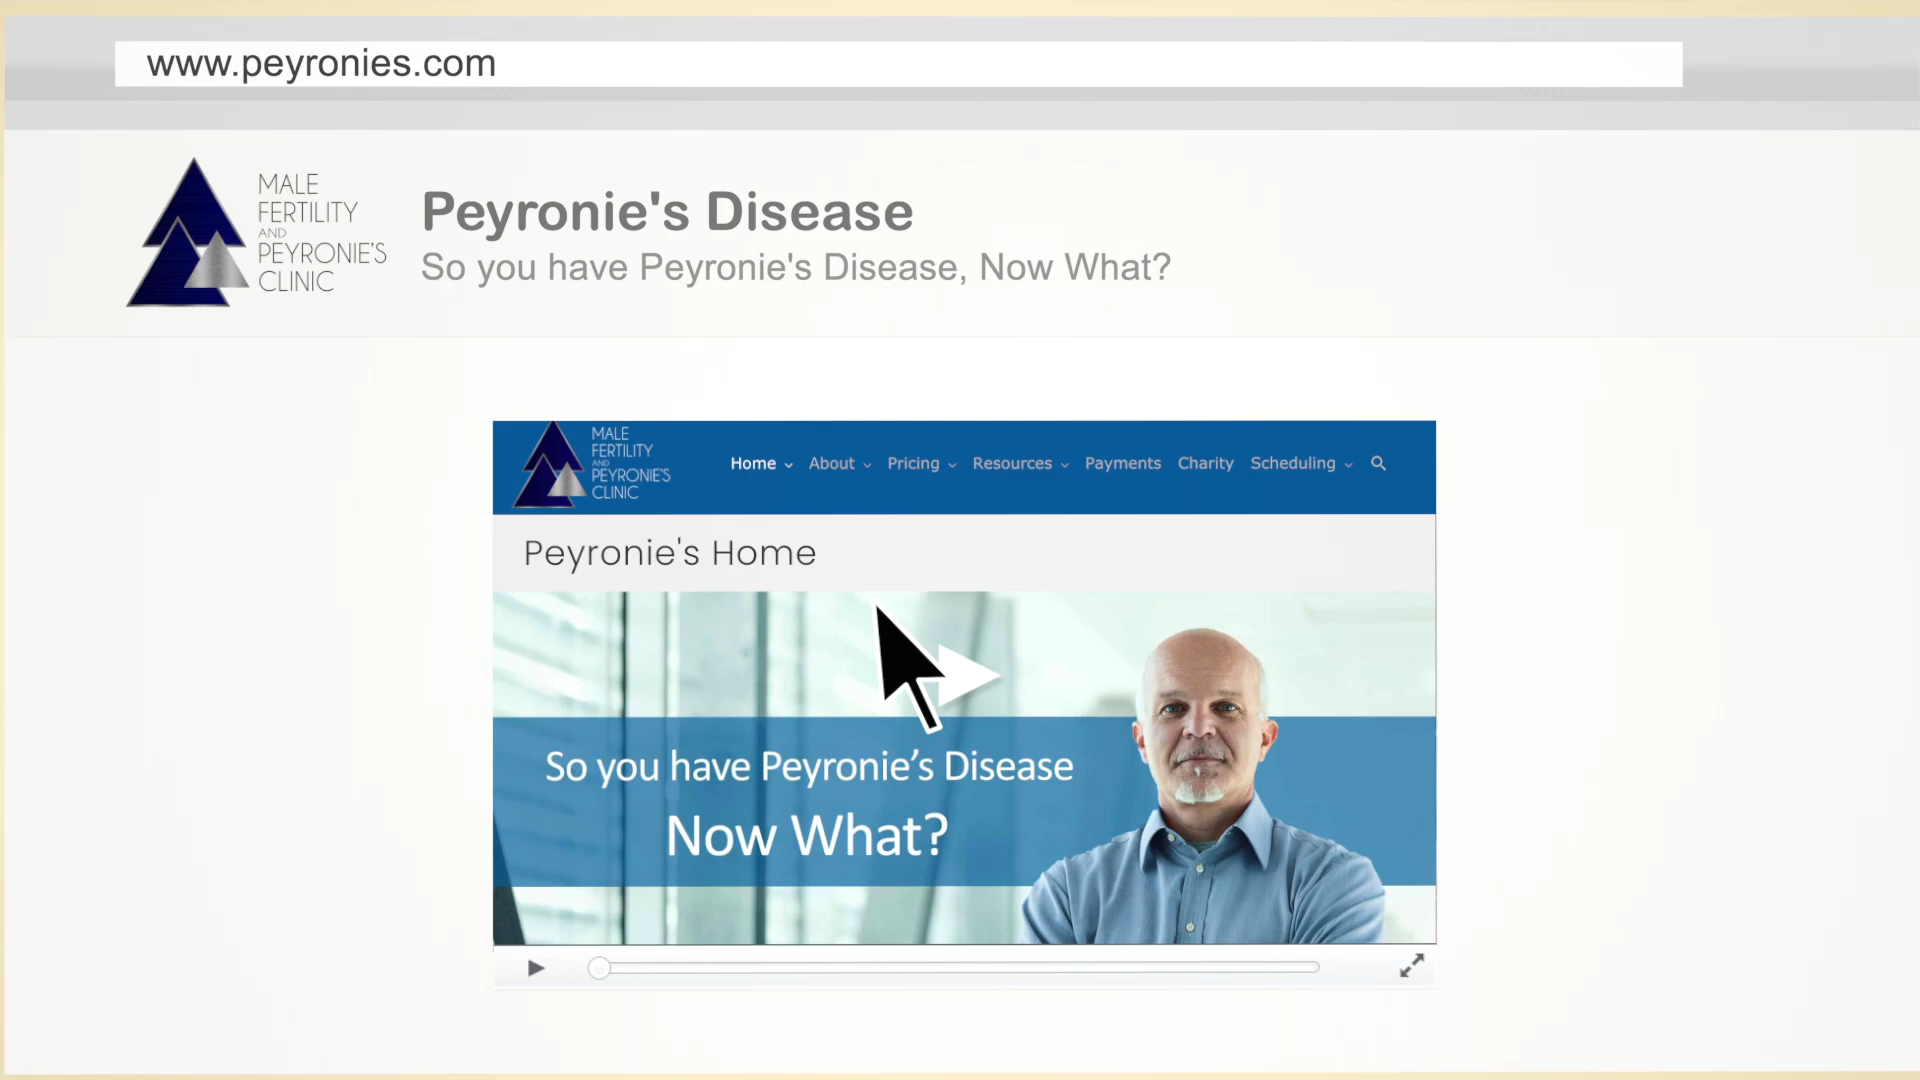 www.peyronies.com
MALE
FERTILITY
AND
PEYRONIE'S
CLINIC
Peyronie's Disease
So you have Peyronie's Disease, Now What?
MALE
FERTILITY
AND
PEYRONIE'S
CLINIC
Home About Pricing Resources Payments Charity Scheduling
Peyronie's Home
So you have Peyronie’s Disease
Now What?